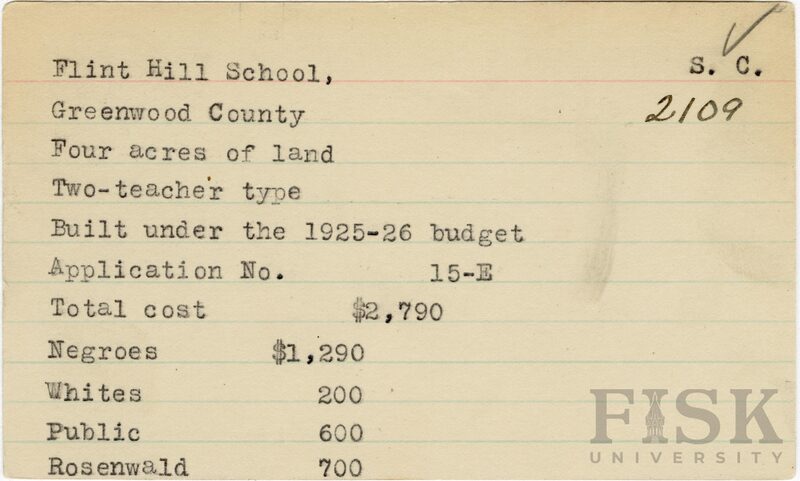 Flint Hill School, S. C.
Greenwood County 2109
Four acres of land
Two-teacher type
Built under the 1925-26 budget
Application No. 15-E
Total cost $2,790
Negroes $1,290
Whites 200
Public 600
Rosenwald 700
FISK
UNIVERSITY